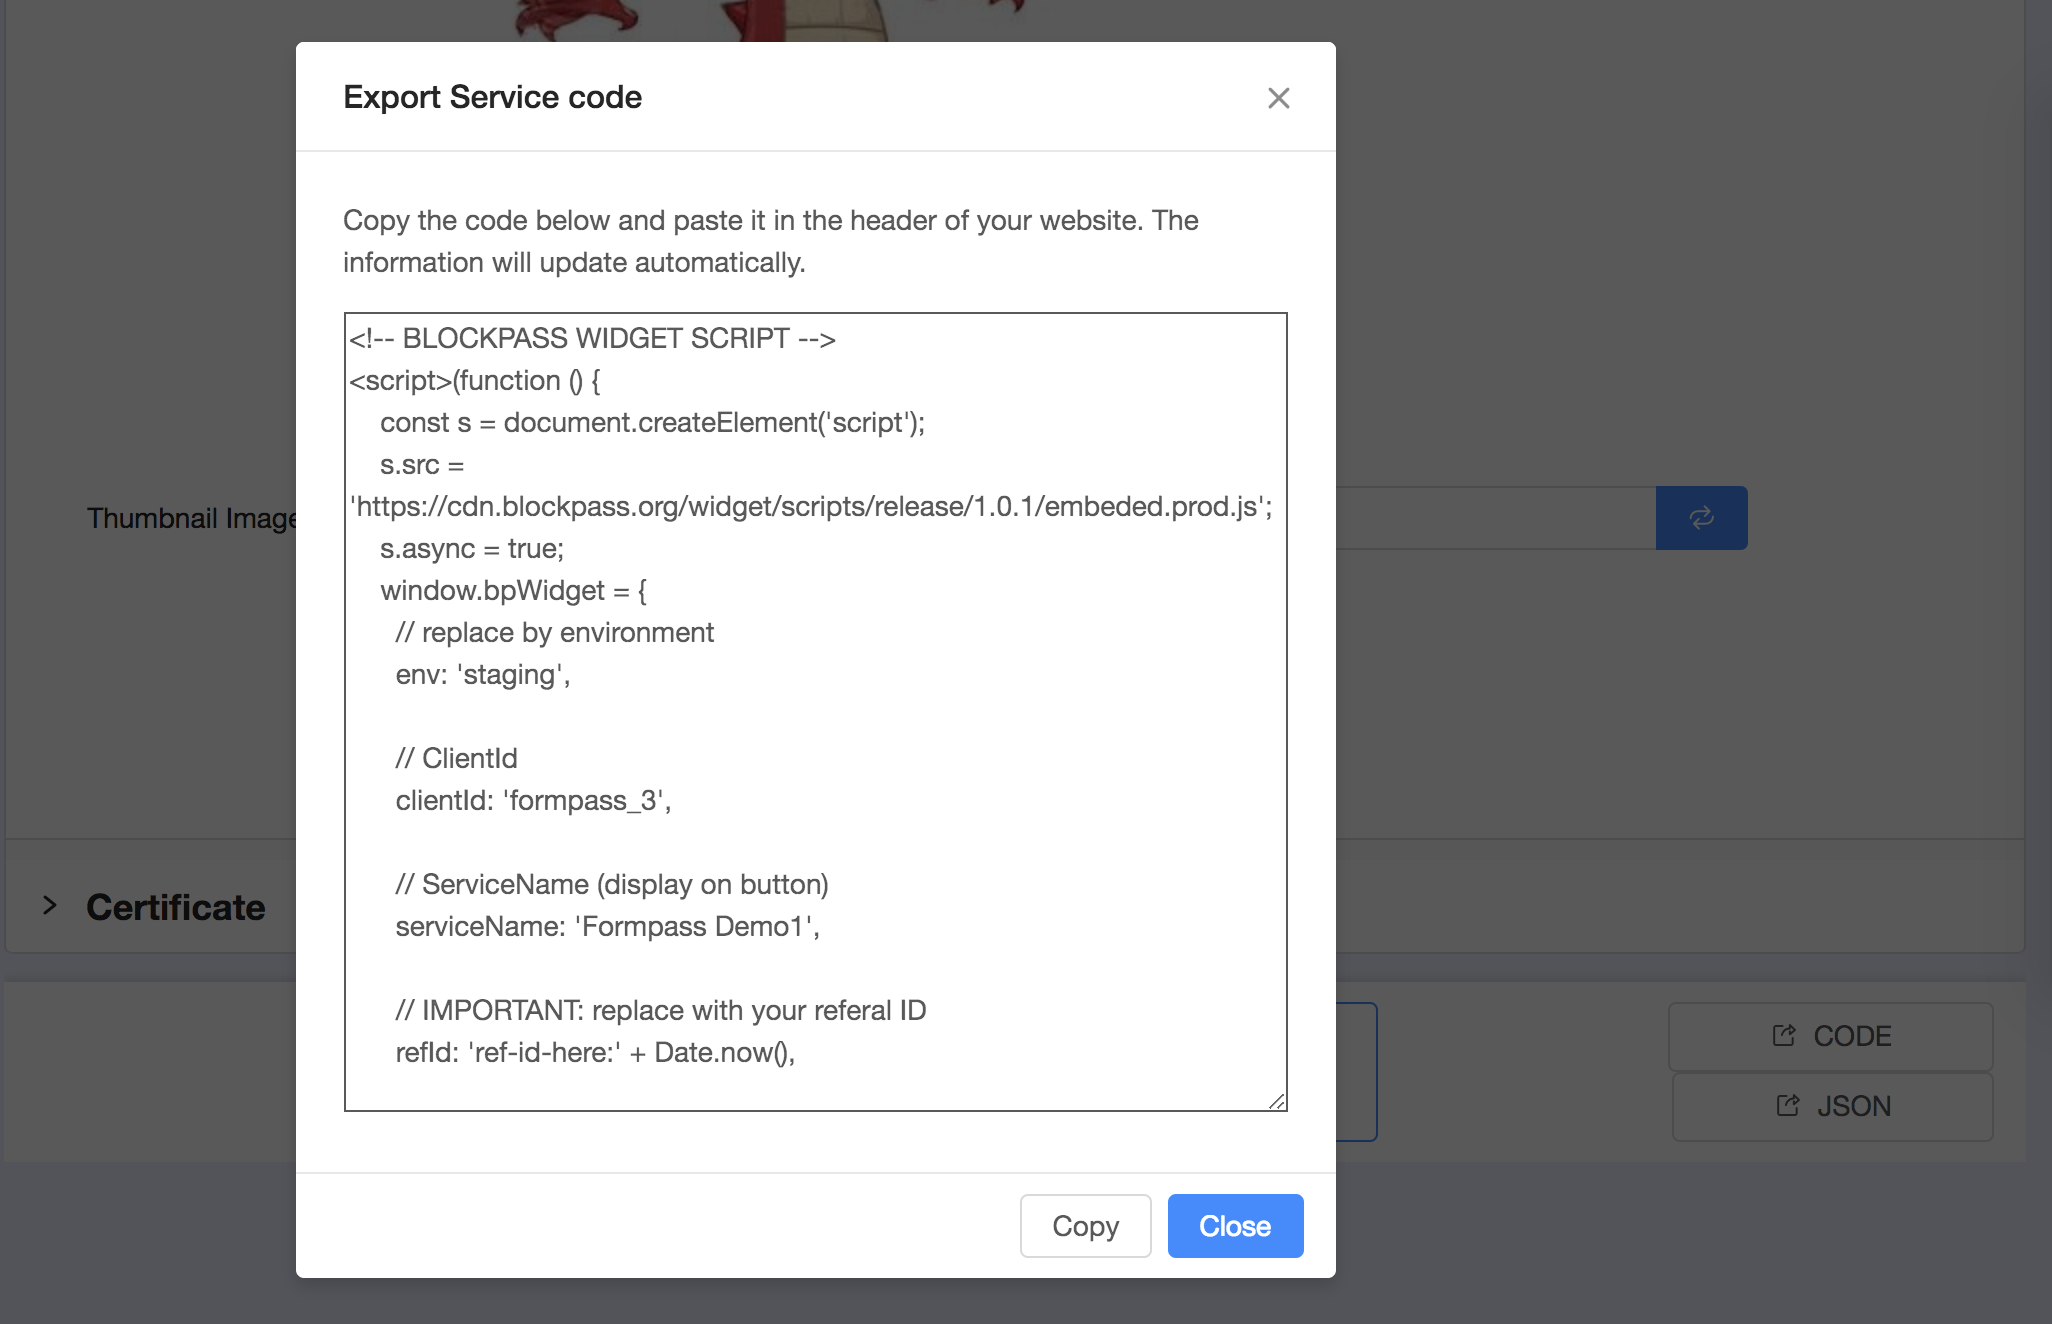 Export Service code
Copy the code below and paste it in the header of your website. The
information will update automatically.
<!-- BLOCKPASS WIDGET SCRIPT -->
<script>(function () {
    const s = document.createElement('script');
    s.src =
'https://cdn.blockpass.org/widget/scripts/release/1.0.1/embeded.prod.js';
    s.async = true;
    window.bpWidget = {
      // replace by environment
      env: 'staging',
      // ClientId
      clientId: 'formpass_3',
      // ServiceName (display on button)
      serviceName: 'Formpass Demo1',
      // IMPORTANT: replace with your referal ID
      refId: 'ref-id-here:' + Date.now(),
Copy
Close
Thumbnail Image
Certificate
CODE
JSON